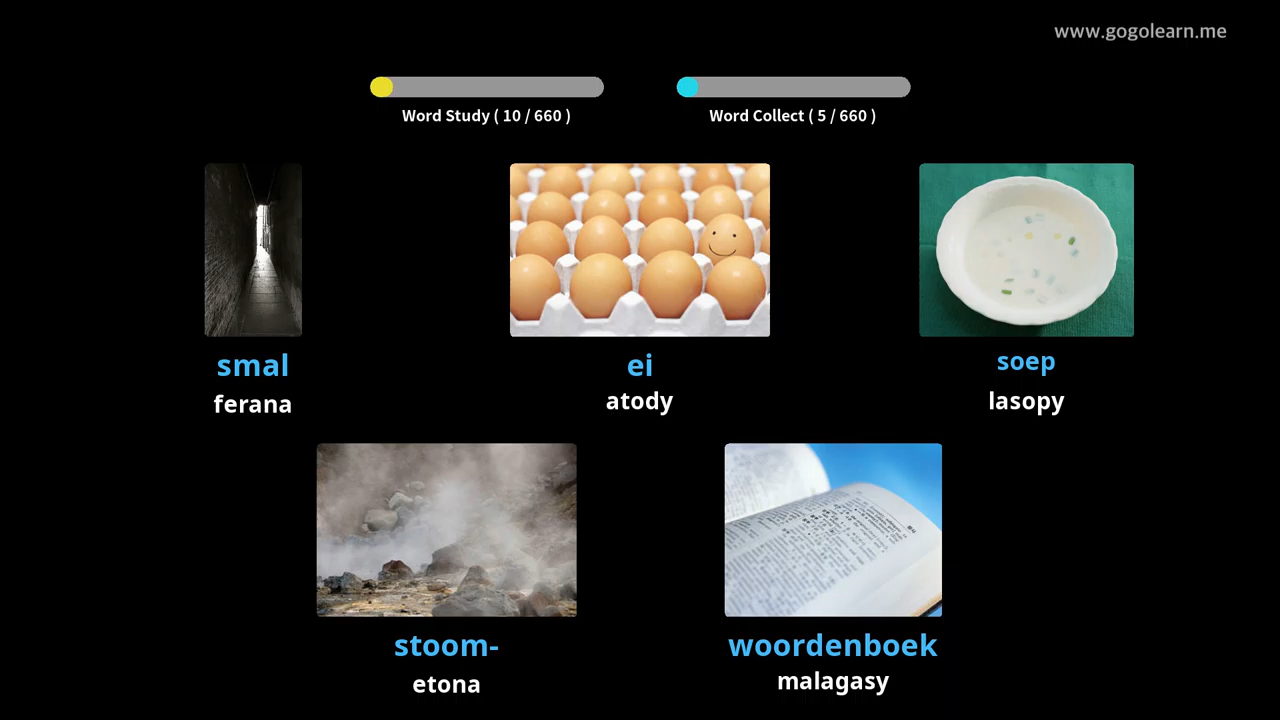 www.gogolearn.me
Word Study ( 10 / 660 )
Word Collect ( 5 / 660 )
smal
ferana
ei
atody
soep
lasopy
stoom-
etona
woordenboek
malagasy